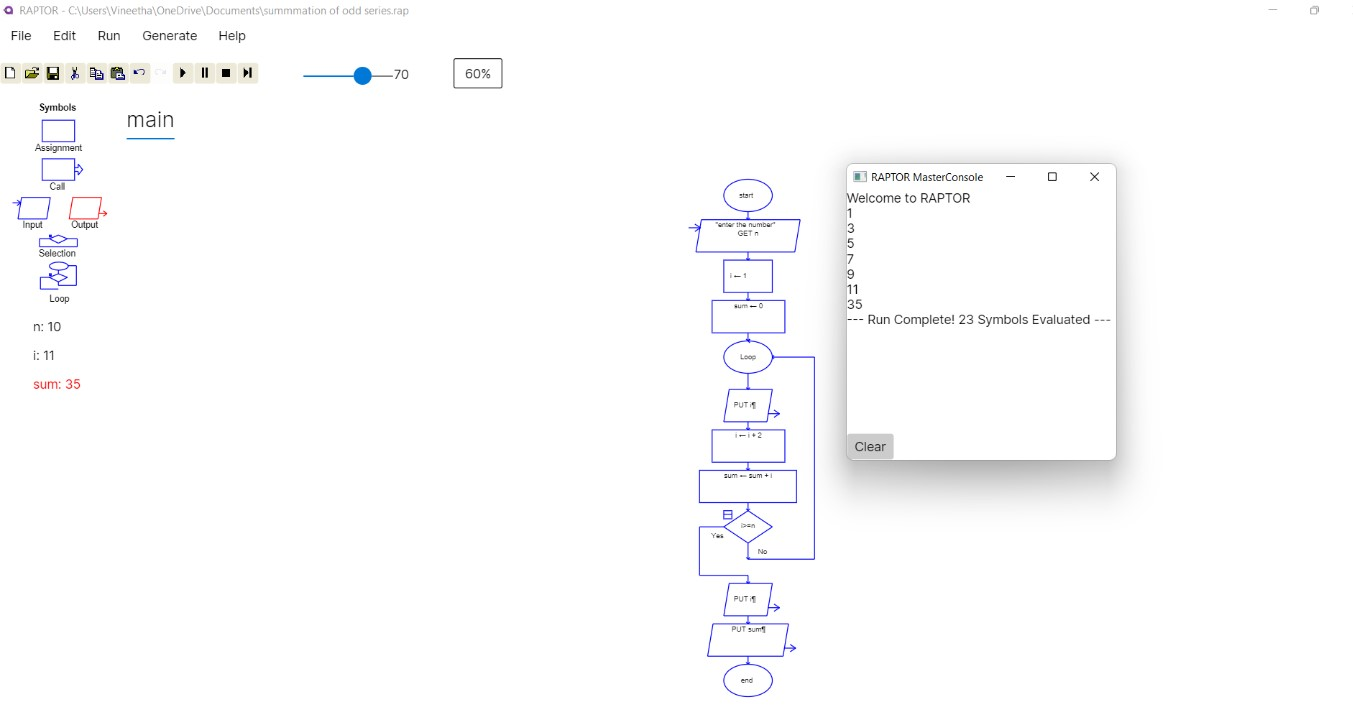 RAPTOR - C:\Users\Vineetha\OneDrive\Documents\summmation of odd series.rap
File Edit Run Generate Help
70
60%
Symbols
Assignment
Call
Input Output
Selection
Loop
n: 10
i: 11
sum: 35
main
start
"enter the number"
GET n
i ← 1
sum ← 0
Loop
PUT i¶
i ← i + 2
sum ← sum + i
i>=n
Yes
No
PUT i¶
PUT sum¶
end
RAPTOR MasterConsole
Welcome to RAPTOR
1
3
5
7
9
11
35
--- Run Complete! 23 Symbols Evaluated ---
Clear